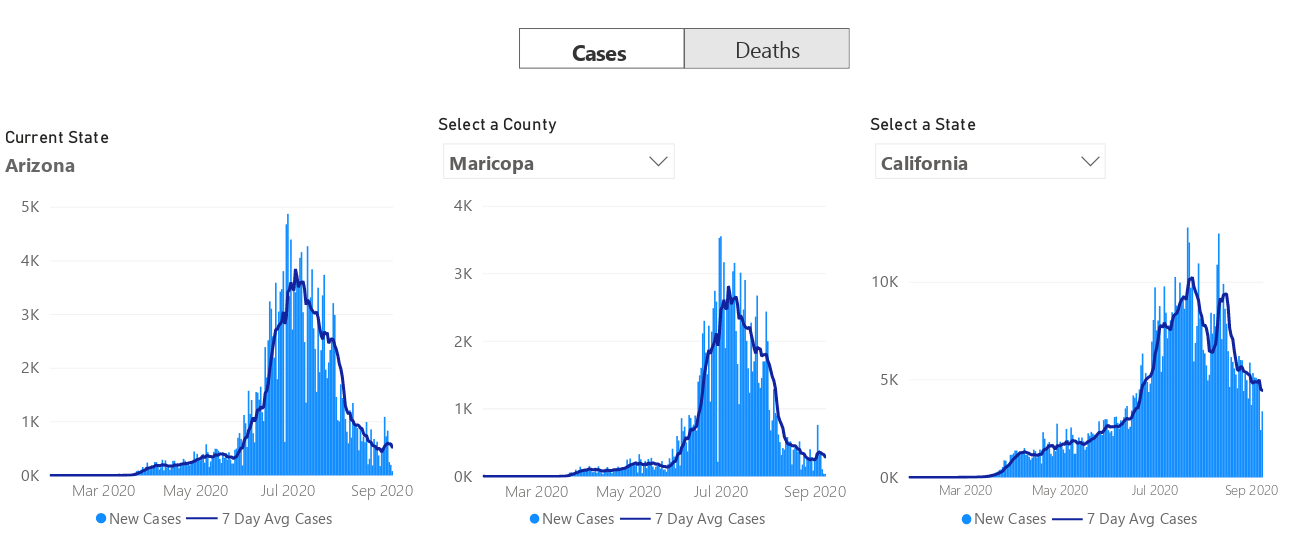 Cases Deaths
Current State
Arizona
5K
4K
3K
2K
1K
0K
Mar 2020 May 2020 Jul 2020 Sep 2020
New Cases 7 Day Avg Cases
Select a County
Maricopa
4K
3K
2K
1K
0K
Mar 2020 May 2020 Jul 2020 Sep 2020
New Cases 7 Day Avg Cases
Select a State
California
10K
5K
0K
Mar 2020 May 2020 Jul 2020 Sep 2020
New Cases 7 Day Avg Cases